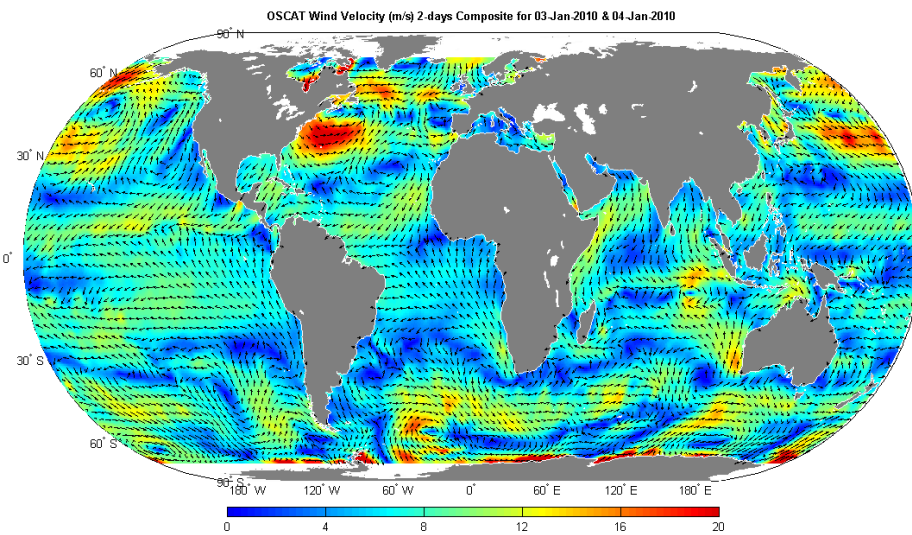 OSCAT Wind Velocity (m/s) 2-days Composite for 03-Jan-2010 & 04-Jan-2010
90° N
60° N
30° N
0°
30° S
60° S
90° S
180° W 120° W 60° W 0° 60° E 120° E 180° E
0 4 8 12 16 20